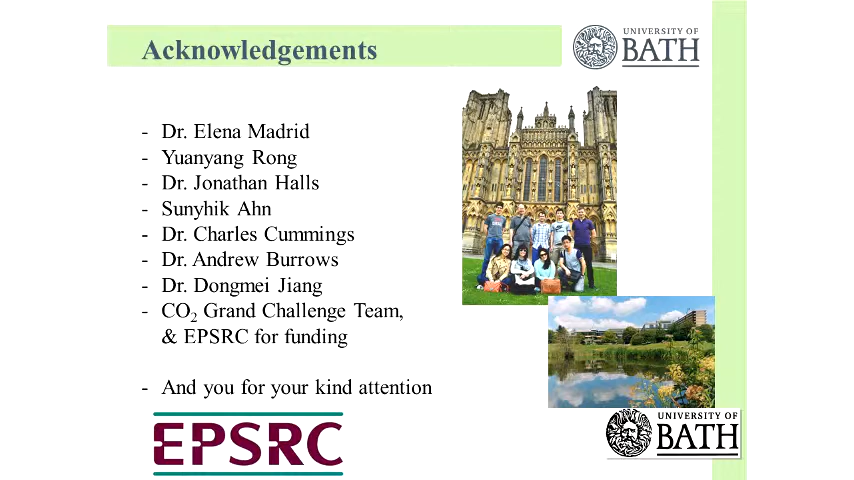 Acknowledgements
UNIVERSITY OF
BATH
- Dr. Elena Madrid
- Yuanyang Rong
- Dr. Jonathan Halls
- Sunyhik Ahn
- Dr. Charles Cummings
- Dr. Andrew Burrows
- Dr. Dongmei Jiang
- CO₂ Grand Challenge Team,
& EPSRC for funding
- And you for your kind attention
EPSRC
UNIVERSITY OF
BATH